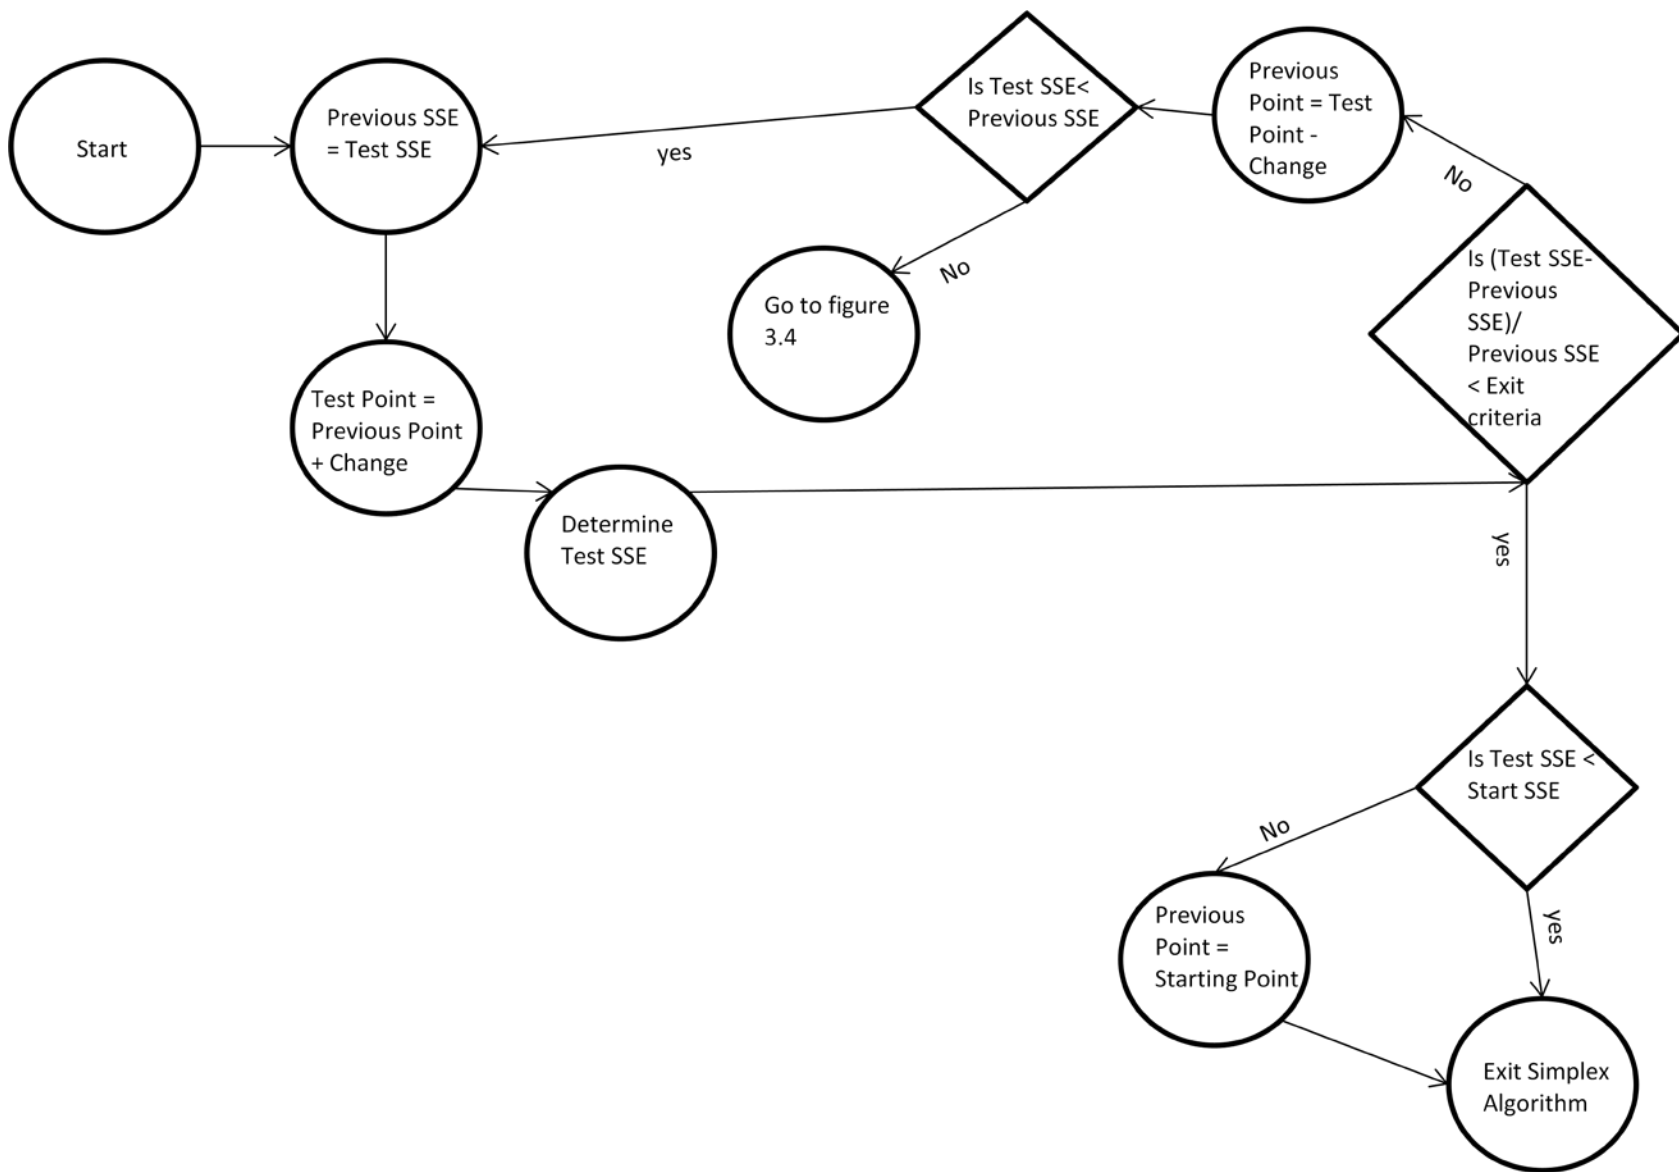 Start
Previous SSE
= Test SSE
yes
Is Test SSE<
Previous SSE
Previous
Point = Test
Point -
Change
No
No
Go to figure
3.4
Is (Test SSE-
Previous
SSE)/
Previous SSE
< Exit
criteria
Test Point =
Previous Point
+ Change
Determine
Test SSE
yes
Is Test SSE <
Start SSE
No
yes
Previous
Point =
Starting Point
Exit Simplex
Algorithm